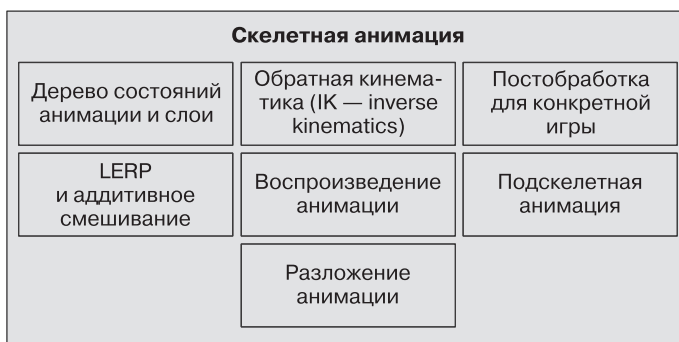 Скелетная анимация
Дерево состояний
анимации и слои
Обратная кинема-
тика (IK — inverse
kinematics)
Постобработка
для конкретной
игры
LERP
и аддитивное
смешивание
Воспроизведение
анимации
Подскелетная
анимация
Разложение
анимации